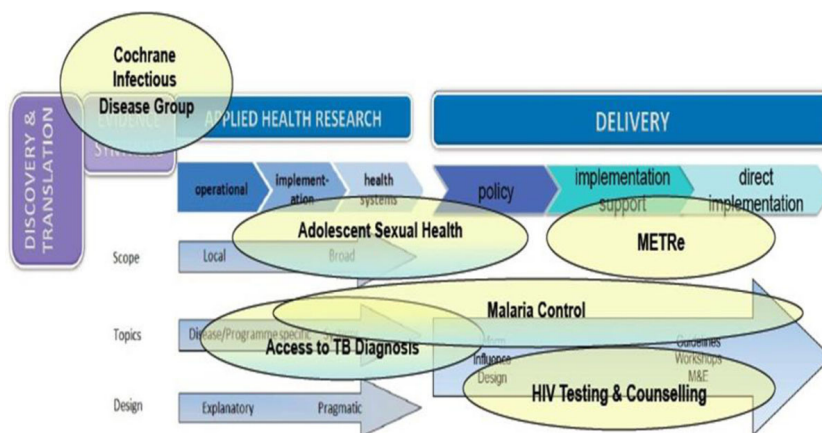 Cochrane
Infectious
Disease Group
DISCOVERY &
TRANSLATION
EVIDENCE
SYNTHESIS
APPLIED HEALTH RESEARCH
DELIVERY
operational
implement-
ation
health
systems
policy
implementation
support
direct
implementation
Adolescent Sexual Health
METRe
Scope
Local
Broad
Malaria Control
Topics
Disease/Programme specific
Access to TB Diagnosis
Influence
Design
Guidelines
Workshops
M&E
HIV Testing & Counselling
Design
Explanatory
Pragmatic